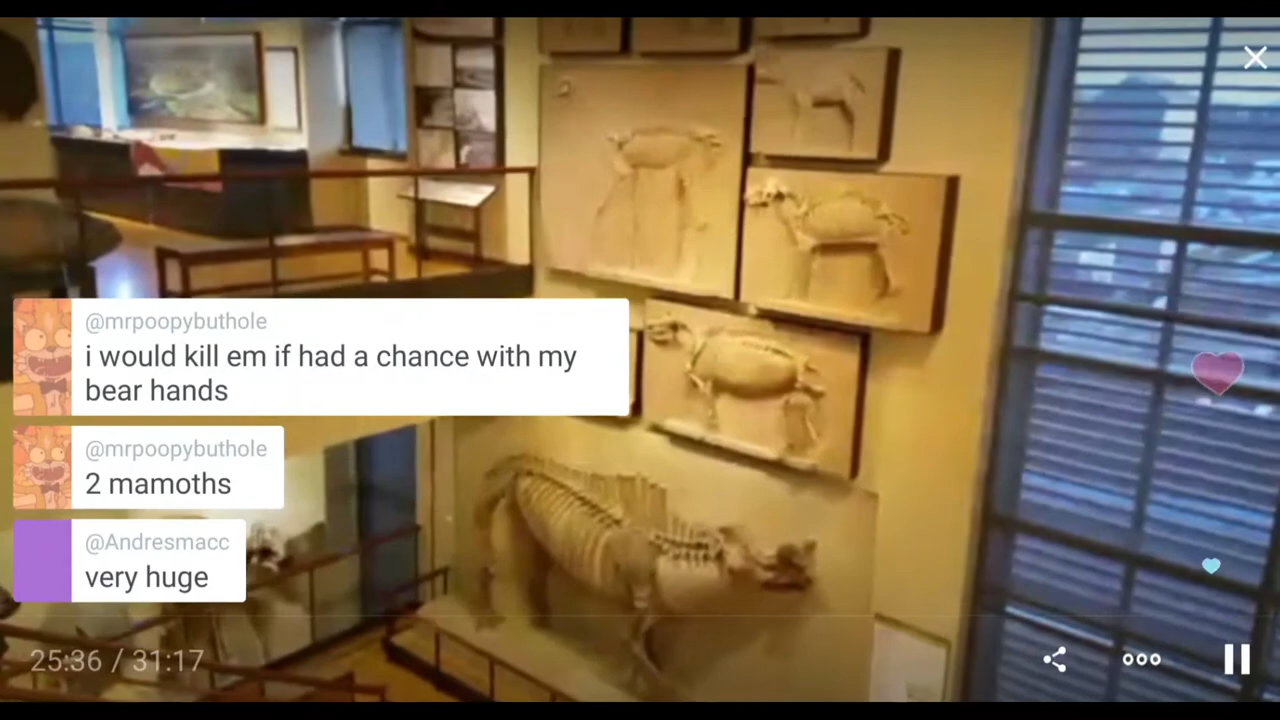 @mrpoopybuthole
i would kill em if had a chance with my
bear hands
@mrpoopybuthole
2 mamoths
@Andresmacc
very huge
25:36 / 31:17